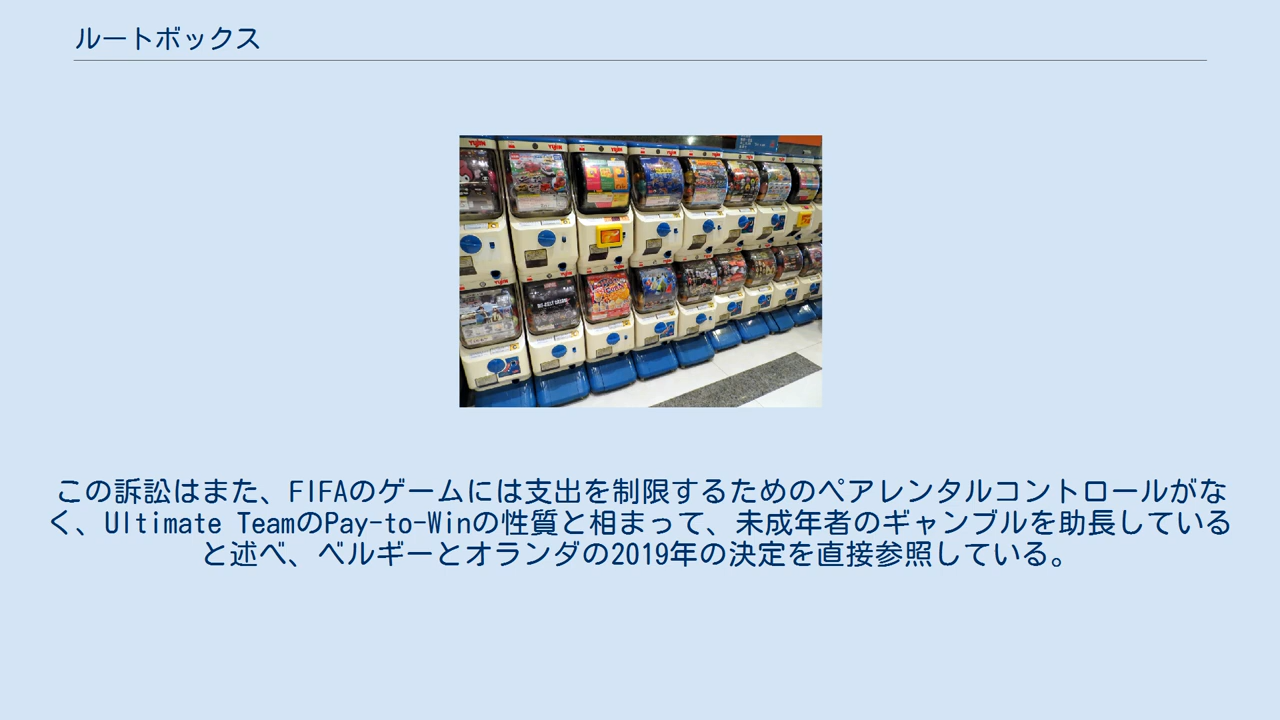 ルートボックス
YUJIN
この訴訟はまた、FIFAのゲームには支出を制限するためのペアレンタルコントロールがな
く、Ultimate TeamのPay-to-Winの性質と相まって、未成年者のギャンブルを助長している
と述べ、ベルギーとオランダの2019年の決定を直接参照している。